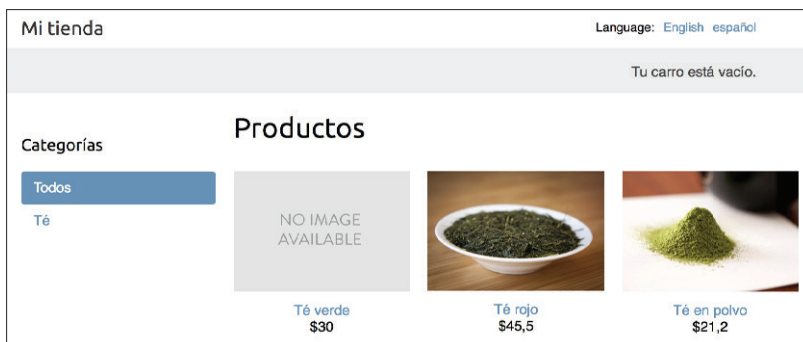 Mi tienda
Language: English español
Tu carro está vacío.
Categorías
Todos
Té
Productos
NO IMAGE
AVAILABLE
Té verde
$30
Té rojo
$45,5
Té en polvo
$21,2